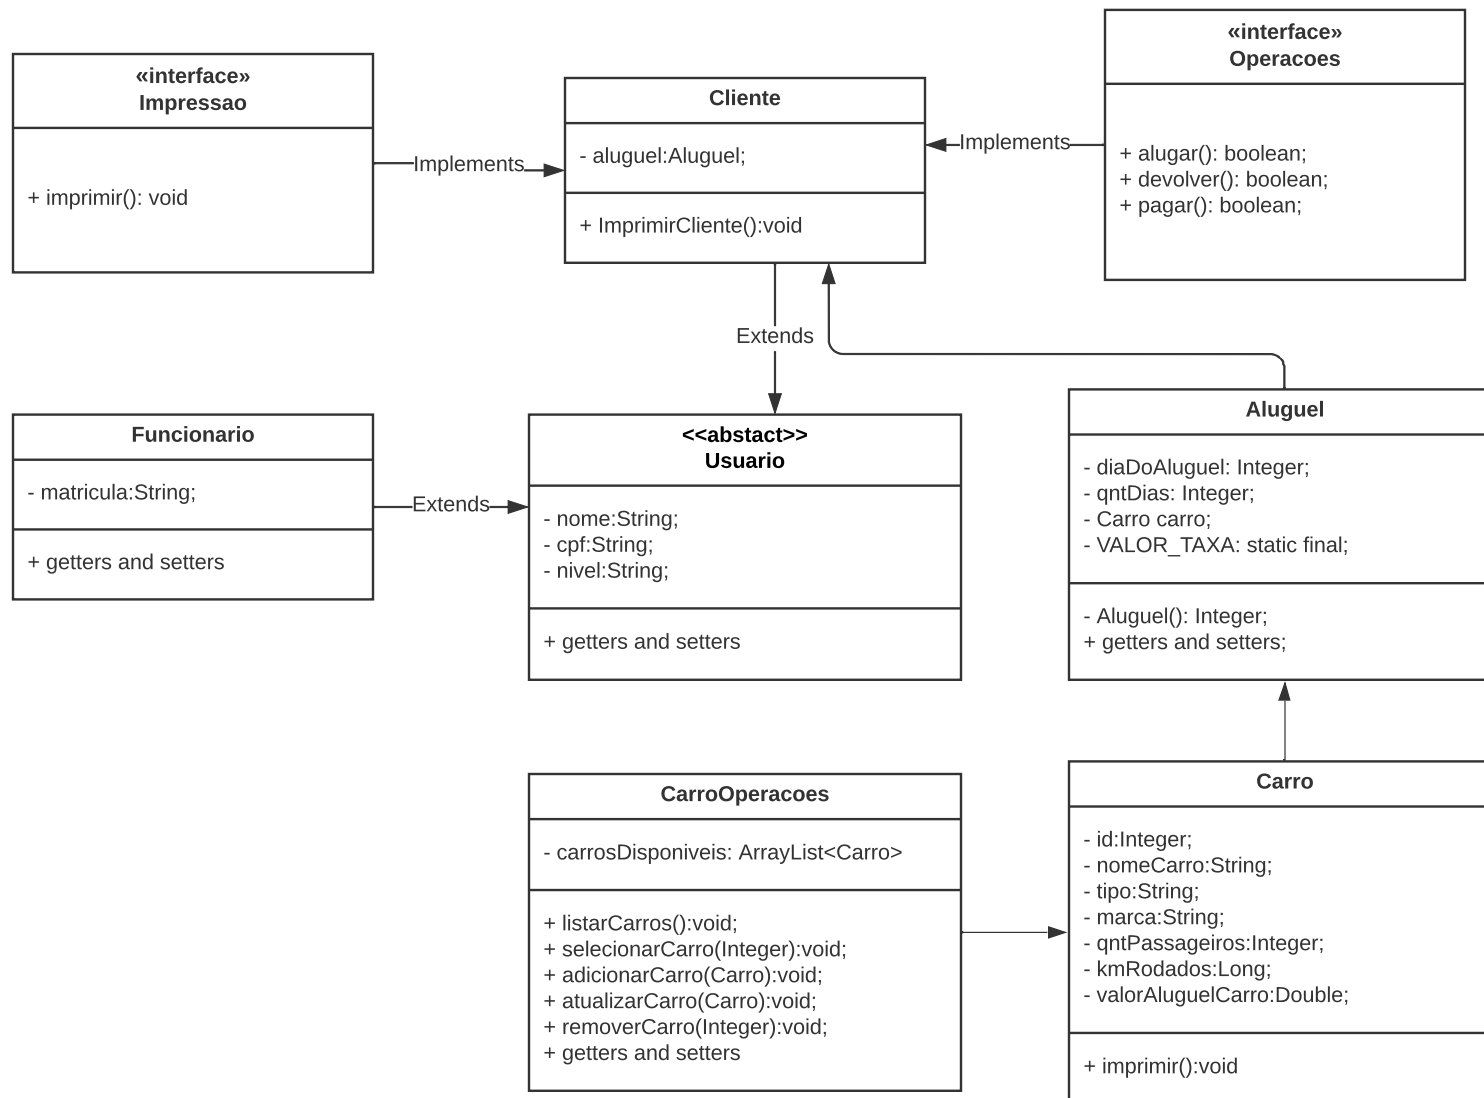 «interface»
Impressao
+ imprimir(): void
Implements
Cliente
- aluguel:Aluguel;
+ ImprimirCliente():void
Implements
«interface»
Operacoes
+ alugar(): boolean;
+ devolver(): boolean;
+ pagar(): boolean;
Extends
Funcionario
- matricula:String;
+ getters and setters
Extends
<<abstact>>
Usuario
- nome:String;
- cpf:String;
- nivel:String;
+ getters and setters
Aluguel
- diaDoAluguel: Integer;
- qntDias: Integer;
- Carro carro;
- VALOR_TAXA: static final;
- Aluguel(): Integer;
+ getters and setters;
CarroOperacoes
- carrosDisponiveis: ArrayList<Carro>
+ listarCarros():void;
+ selecionarCarro(Integer):void;
+ adicionarCarro(Carro):void;
+ atualizarCarro(Carro):void;
+ removerCarro(Integer):void;
+ getters and setters
Carro
- id:Integer;
- nomeCarro:String;
- tipo:String;
- marca:String;
- qntPassageiros:Integer;
- kmRodados:Long;
- valorAluguelCarro:Double;
+ imprimir():void